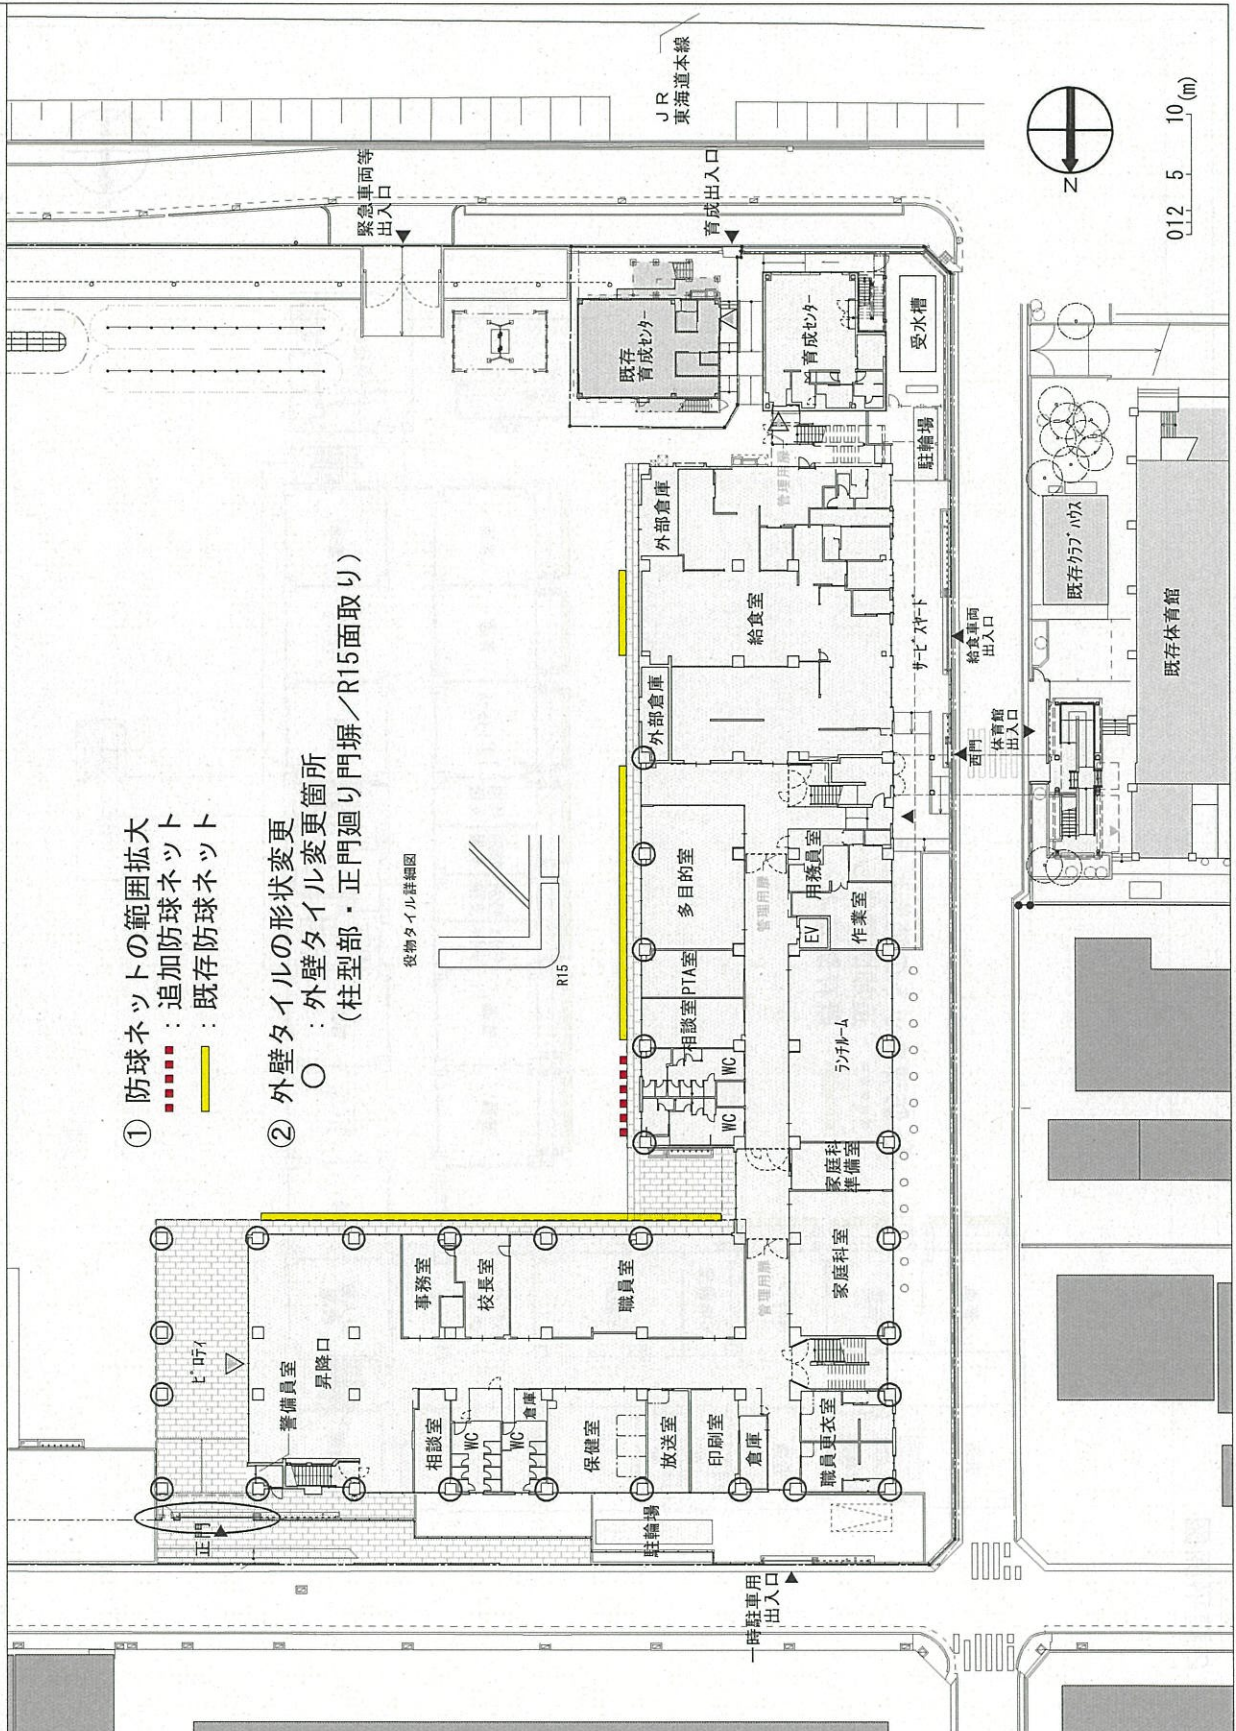 ① 防球ネットの範囲拡大
：追加防球ネット
：既存防球ネット
② 外壁タイルの形状変更
○ ：外壁タイル変更箇所
(柱型部・正門廻り門塀／R15面取り)
役物タイル詳細図
R15
JR
東海道本線
緊急車両等
出入口
育成出入口
N
012 5 10(m)
既存
育成センター
育成センター
受水槽
駐輪場
管理用扉
外部倉庫
給食室
外部倉庫
サービスヤード
給食車両
出入口
西門
体育館
出入口
既存クラブハウス
既存体育館
多目的室
管理用扉
用務員室
EV
作業室
PTA室
相談室
WC
WC
ランチルーム
家庭科
準備室
家庭科室
管理用扉
ピロティ
警備員室
昇降口
事務室
校長室
職員室
相談室
WC
WC
倉庫
保健室
放送室
印刷室
倉庫
職員更衣室
正門
駐輪場
一時駐車用
出入口